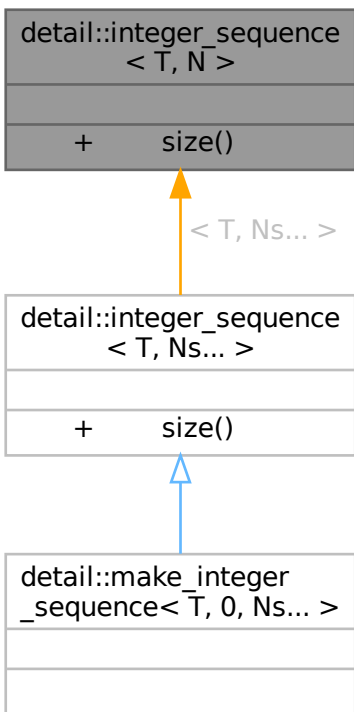 detail::integer_sequence
< T, N >
+ size()
< T, Ns... >
detail::integer_sequence
< T, Ns... >
+ size()
detail::make_integer
_sequence< T, 0, Ns... >